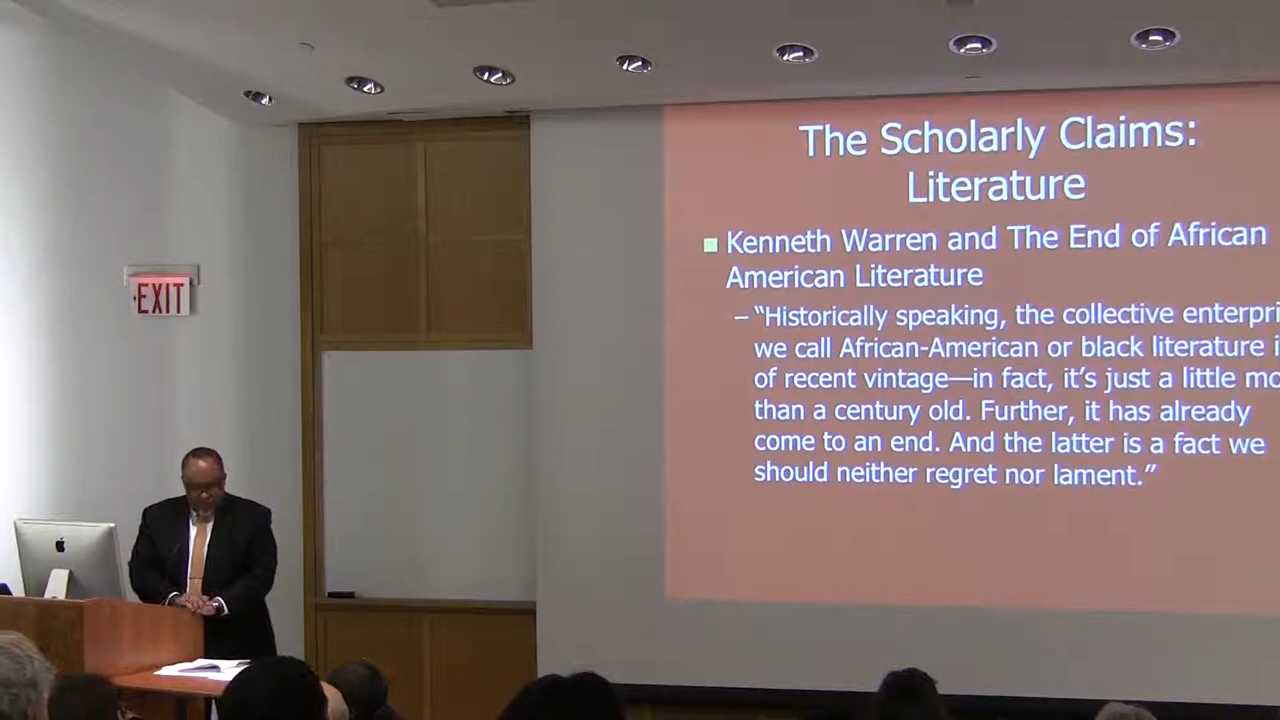 The Scholarly Claims:
Literature
Kenneth Warren and The End of African
American Literature
– “Historically speaking, the collective
we call African-American or black literature
of recent vintage—in fact, it’s just a little
than a century old. Further, it has already
come to an end. And the latter is a fact we
should neither regret nor lament.”
EXIT